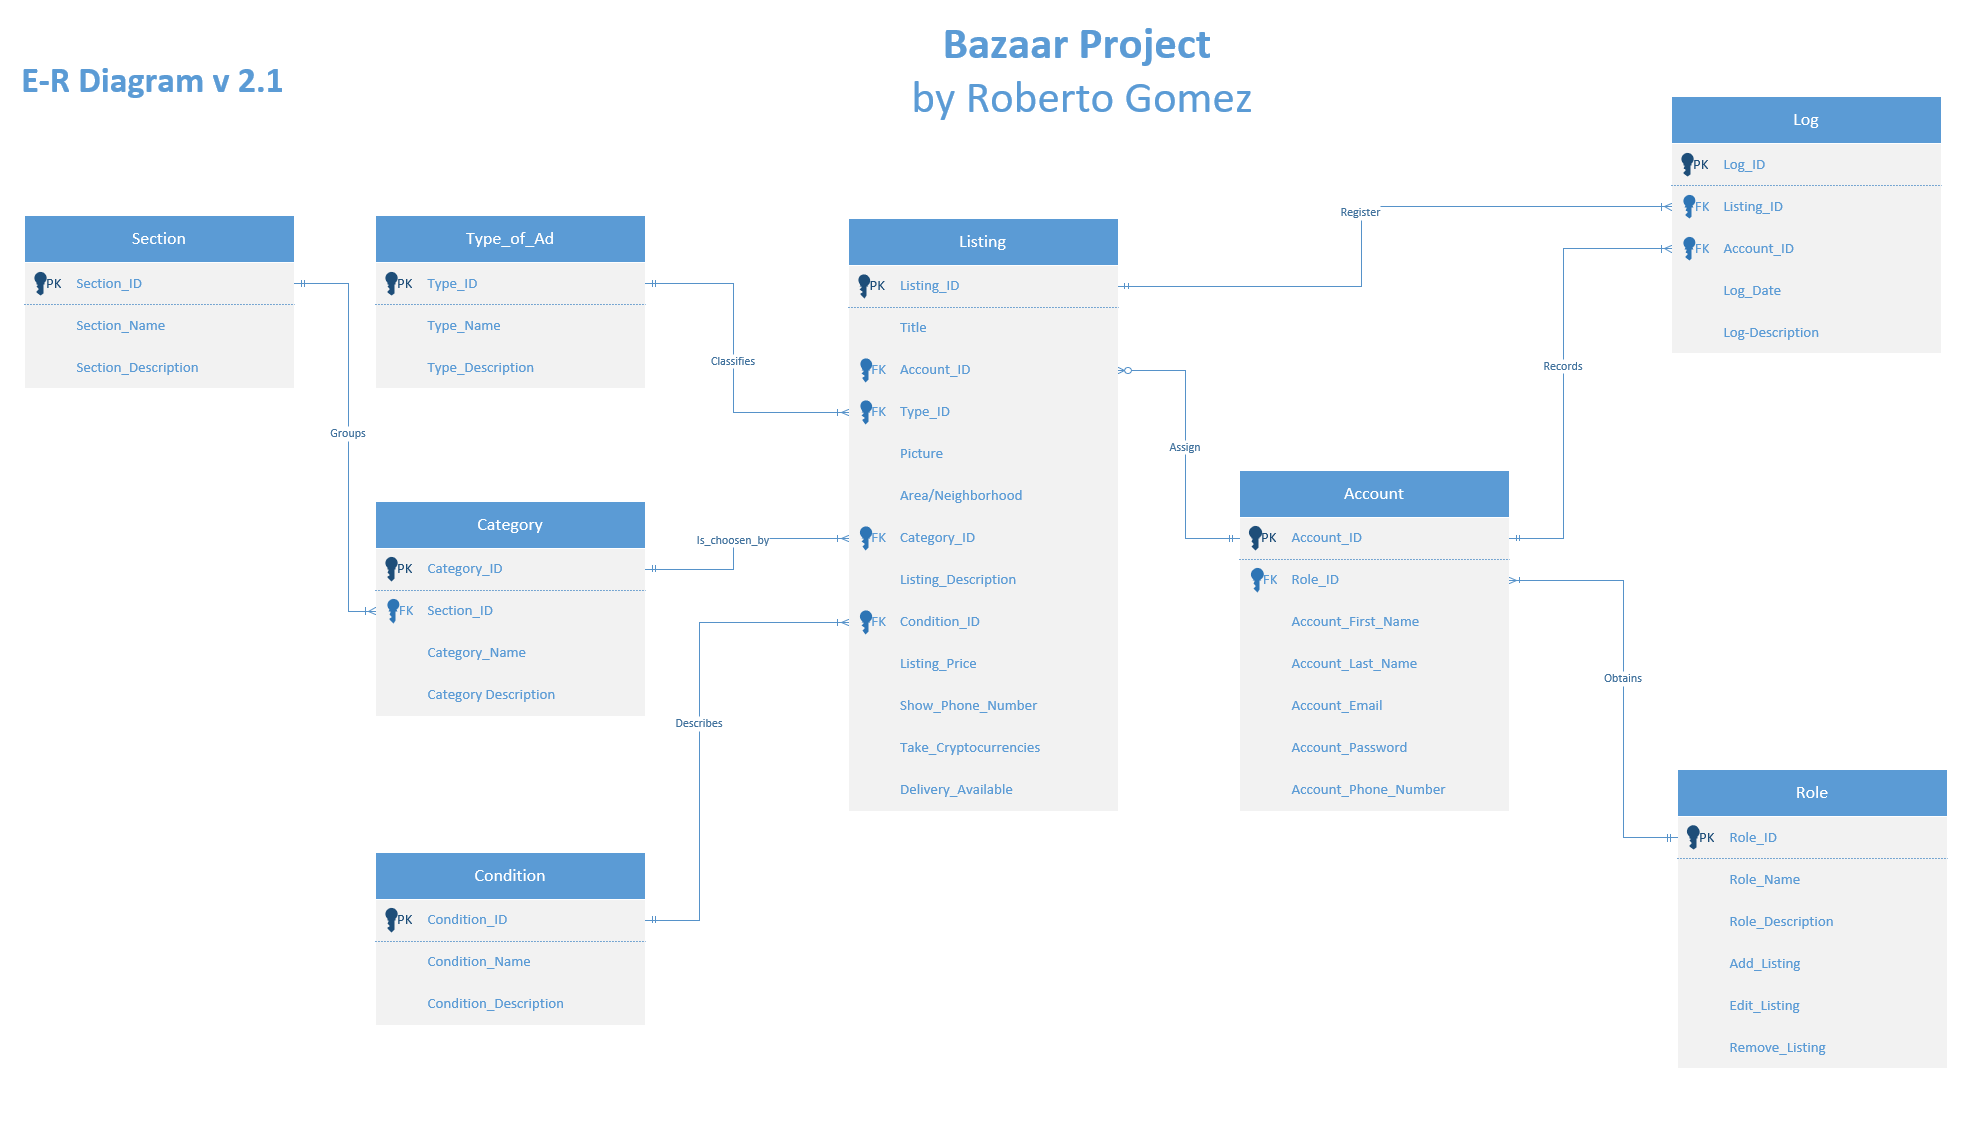 Bazaar Project
by Roberto Gomez
E-R Diagram v 2.1
Section
PK Section_ID
Section_Name
Section_Description
Type_of_Ad
PK Type_ID
Type_Name
Type_Description
Category
PK Category_ID
FK Section_ID
Category_Name
Category Description
Condition
PK Condition_ID
Condition_Name
Condition_Description
Groups
Classifies
Is_choosen_by
Describes
Listing
PK Listing_ID
Title
FK Account_ID
FK Type_ID
Picture
Area/Neighborhood
FK Category_ID
Listing_Description
FK Condition_ID
Listing_Price
Show_Phone_Number
Take_Cryptocurrencies
Delivery_Available
Register
Assign
Records
Obtains
Account
PK Account_ID
FK Role_ID
Account_First_Name
Account_Last_Name
Account_Email
Account_Password
Account_Phone_Number
Log
PK Log_ID
FK Listing_ID
FK Account_ID
Log_Date
Log-Description
Role
PK Role_ID
Role_Name
Role_Description
Add_Listing
Edit_Listing
Remove_Listing